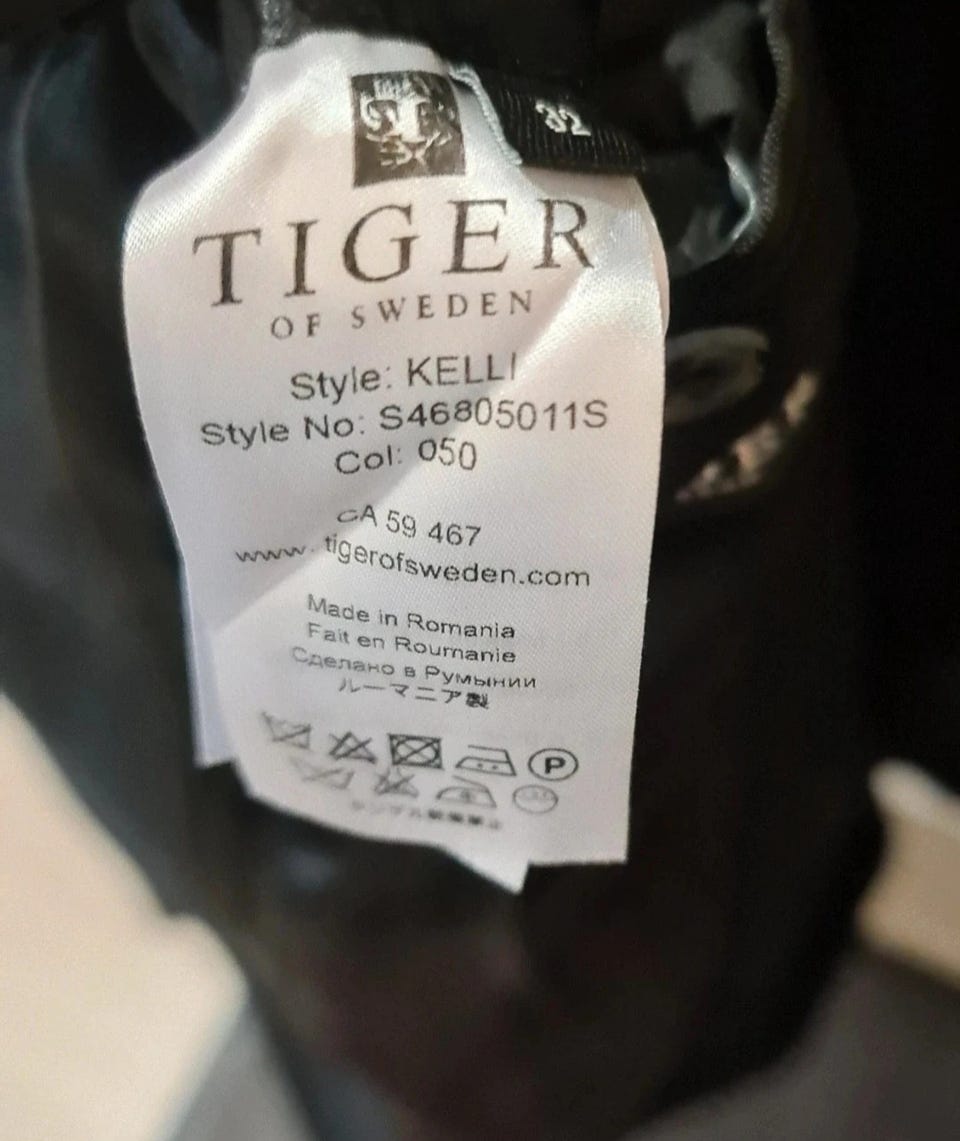 32
TIGER
OF SWEDEN
Style: KELLI
Style No: S46805011S
Col: 050
CA 59 467
www.tigerofsweden.com
Made in Romania
Fait en Roumanie
Сделано в Румынии
ルーマニア製
P